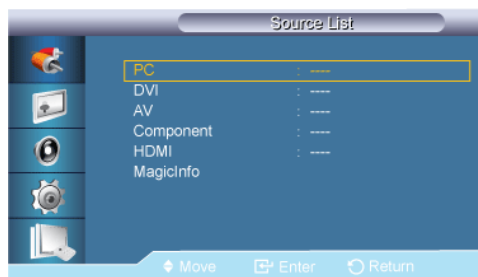 Source List
PC : ----
DVI : ----
AV : ----
Component : ----
HDMI : ----
MagicInfo
Move Enter Return